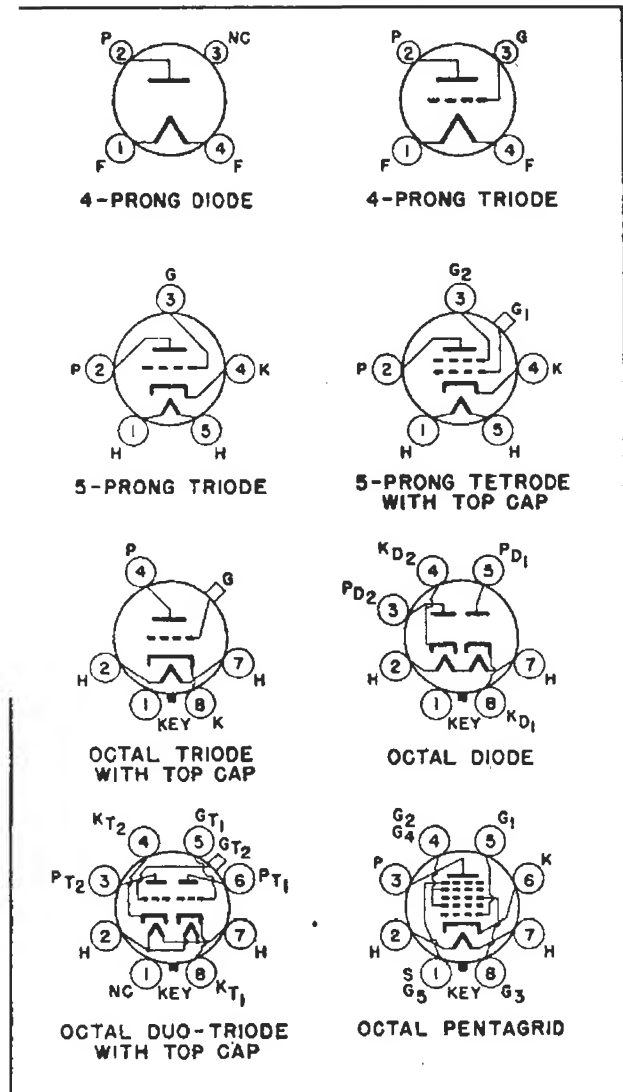 P 2 3 NC
1 4
F F
4-PRONG DIODE
P 2 3 G
1 4
F F
4-PRONG TRIODE
G
3
P 2 4 K
1 5
H H
5-PRONG TRIODE
G2
3 G1
P 2 4 K
1 5
H H
5-PRONG TETRODE
WITH TOP CAP
P
4 G
H 2 7 H
1 KEY 8 K
OCTAL TRIODE
WITH TOP CAP
KD2 4 5 PD1
PD2 3
H 2 7 H
1 KEY 8 KD1
OCTAL DIODE
KT2 4 5 GT1
GT2
PT2 3 6 PT1
H 2 7 H
1 8
NC KEY KT1
OCTAL DUO-TRIODE
WITH TOP CAP
G2
G4 4 5 G1
P 3 6 K
H 2 7 H
S 1 8
G5 KEY G3
OCTAL PENTAGRID